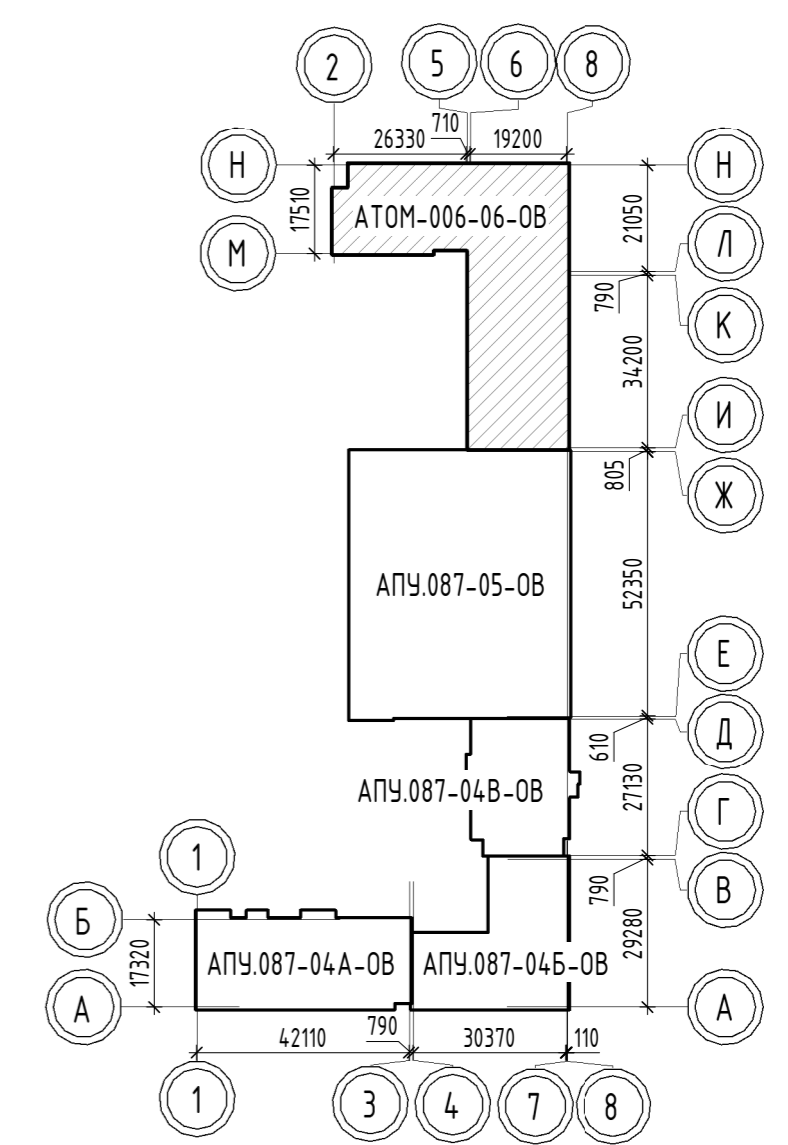 2 5 6 8
26330 710 19200
Н Н
17510 21050
М Л
АТОМ-006-06-ОВ
790
К
34200
И
805
Ж
АПУ.087-05-ОВ
52350
Е
610
Д
АПУ.087-04В-ОВ
27130
Г
1
790
В
Б
17320
АПУ.087-04А-ОВ АПУ.087-04Б-ОВ
29280
А А
42110 790 30370 110
1 3 4 7 8